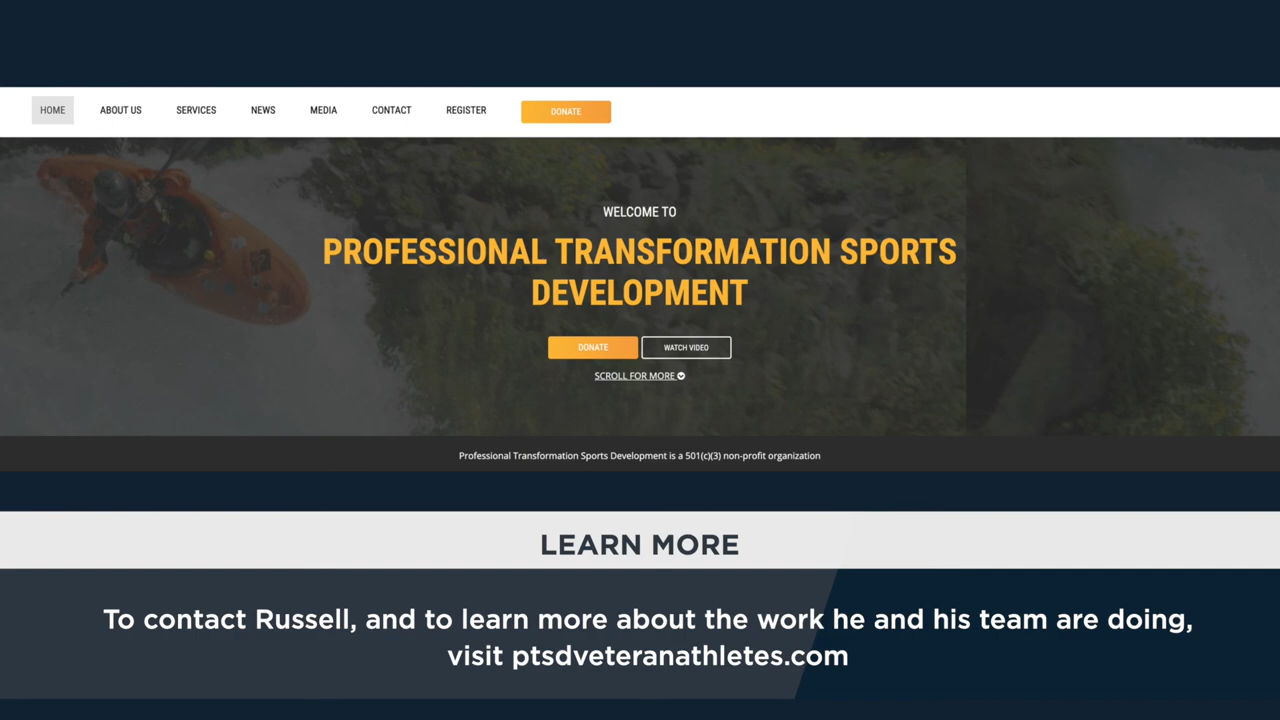 HOME
ABOUT US
SERVICES
NEWS
MEDIA
CONTACT
REGISTER
DONATE
WELCOME TO
PROFESSIONAL TRANSFORMATION SPORTS
DEVELOPMENT
DONATE
WATCH VIDEO
SCROLL FOR MORE
Professional Transformation Sports Development is a 501(c)(3) non-profit organization
LEARN MORE
To contact Russell, and to learn more about the work he and his team are doing,
visit ptsdveteranathletes.com